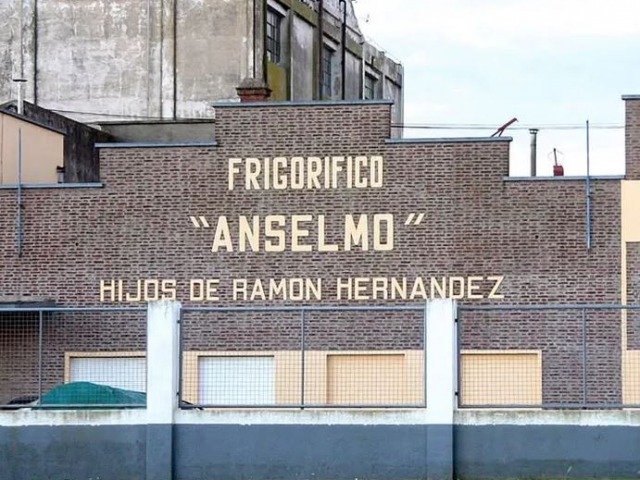 FRIGORIFICO
"ANSELMO"
HIJOS DE RAMON HERNANDEZ